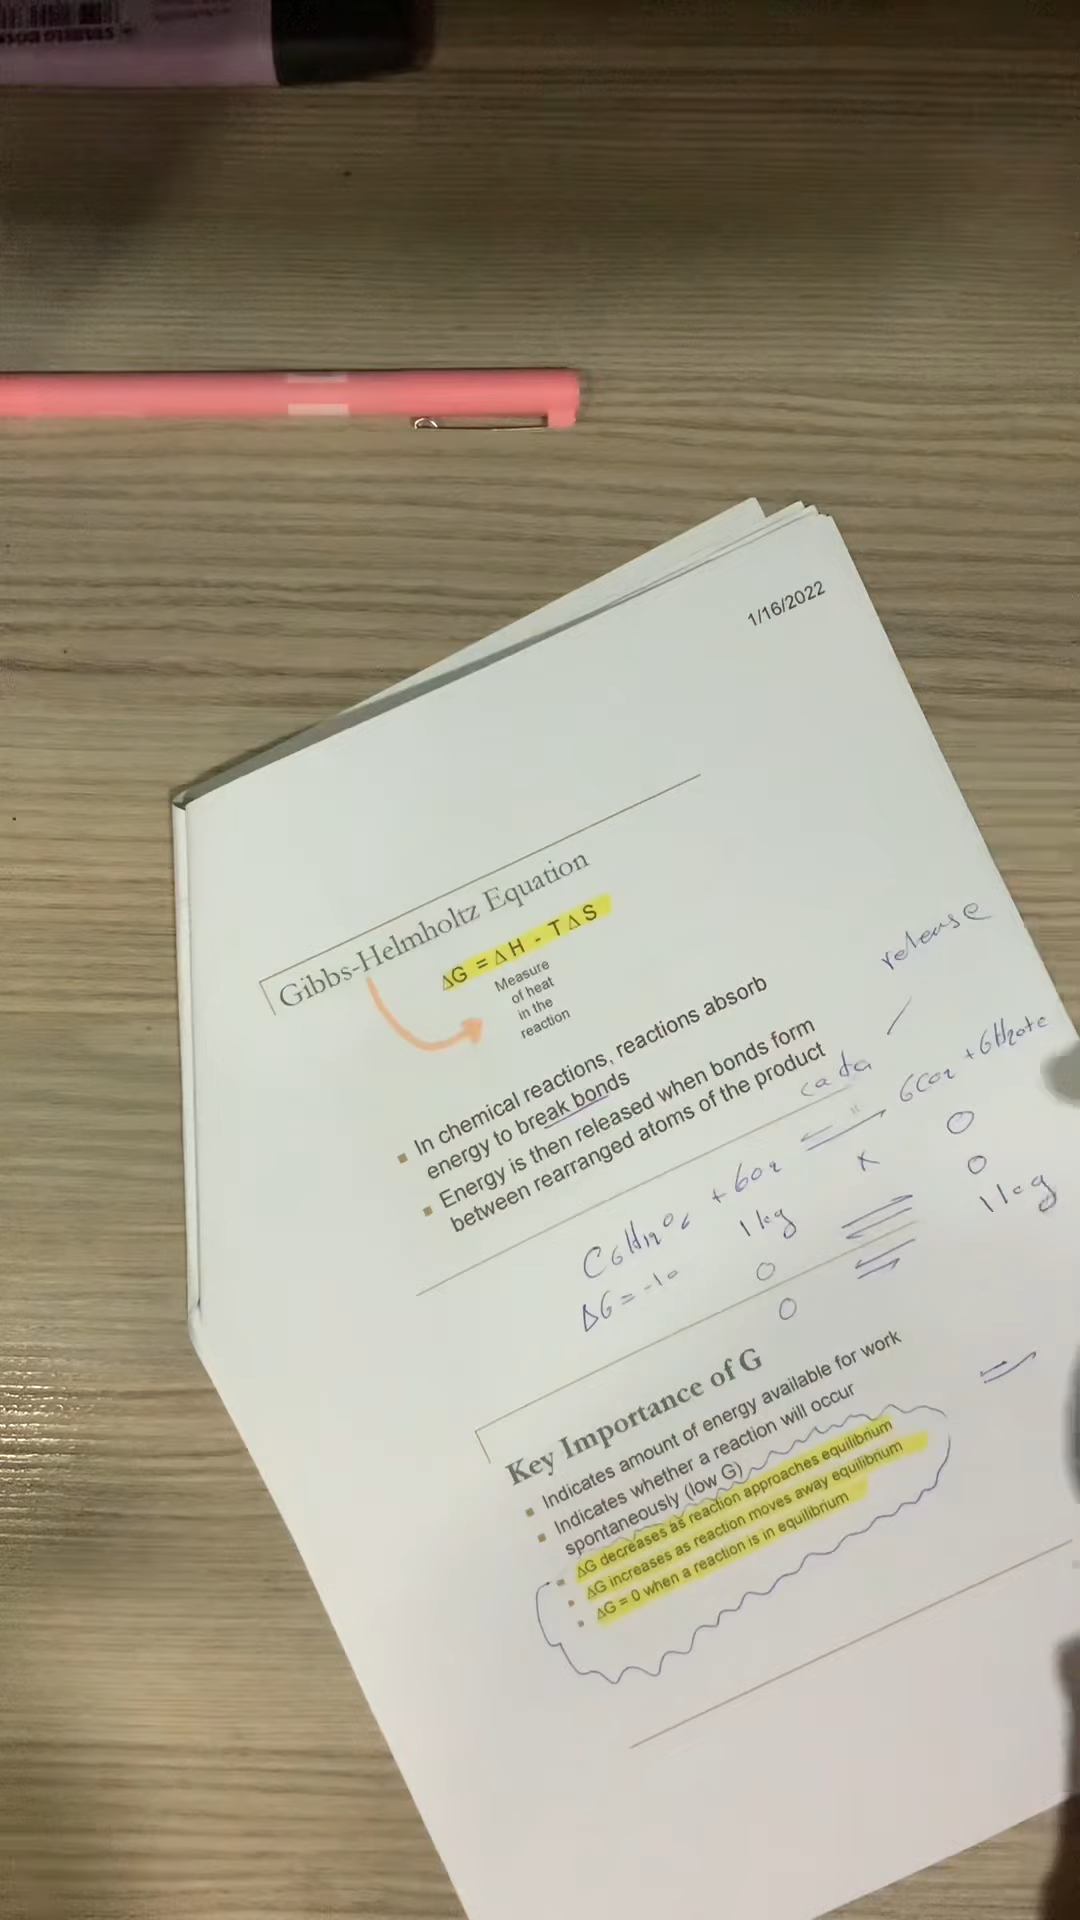 1/16/2022
Gibbs-Helmholtz Equation
ΔG = ΔH - TΔS
Measure
of heat
in the
reaction
▪ In chemical reactions, reactions absorb
energy to break bonds
▪ Energy is then released when bonds form
between rearranged atoms of the product
release
cata
C6H12O6 + 6O2 6CO2 + 6H2O+e
ΔG = -10 1kg x O
O O
O 1kg
Key Importance of G
▪ Indicates amount of energy available for work
▪ Indicates whether a reaction will occur
spontaneously (low G)
▪ ΔG decreases as reaction approaches equilibrium
▪ ΔG increases as reaction moves away equilibrium
▪ ΔG = 0 when a reaction is in equilibrium